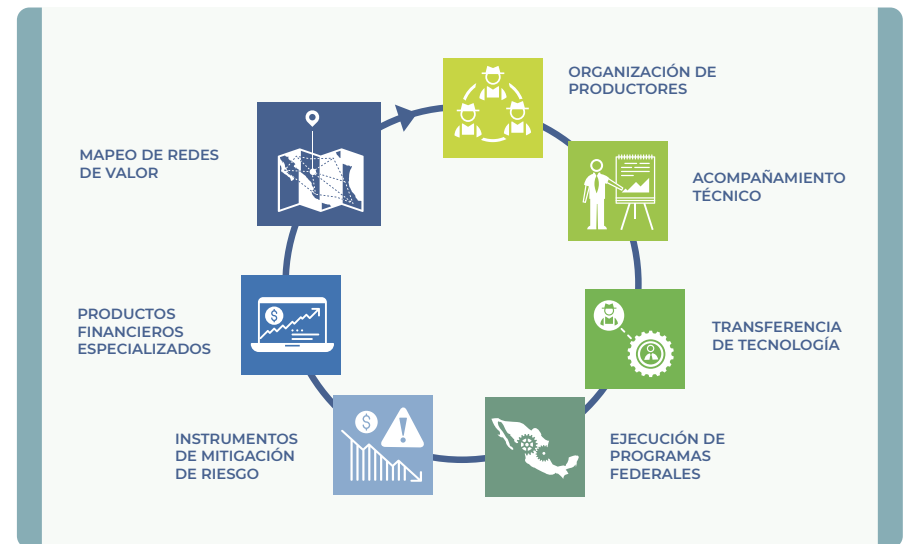 ORGANIZACIÓN DE
PRODUCTORES
MAPEO DE REDES
DE VALOR
ACOMPAÑAMIENTO
TÉCNICO
PRODUCTOS
FINANCIEROS
ESPECIALIZADOS
$
TRANSFERENCIA
DE TECNOLOGÍA
INSTRUMENTOS
DE MITIGACIÓN
DE RIESGO
$
!
EJECUCIÓN DE
PROGRAMAS
FEDERALES